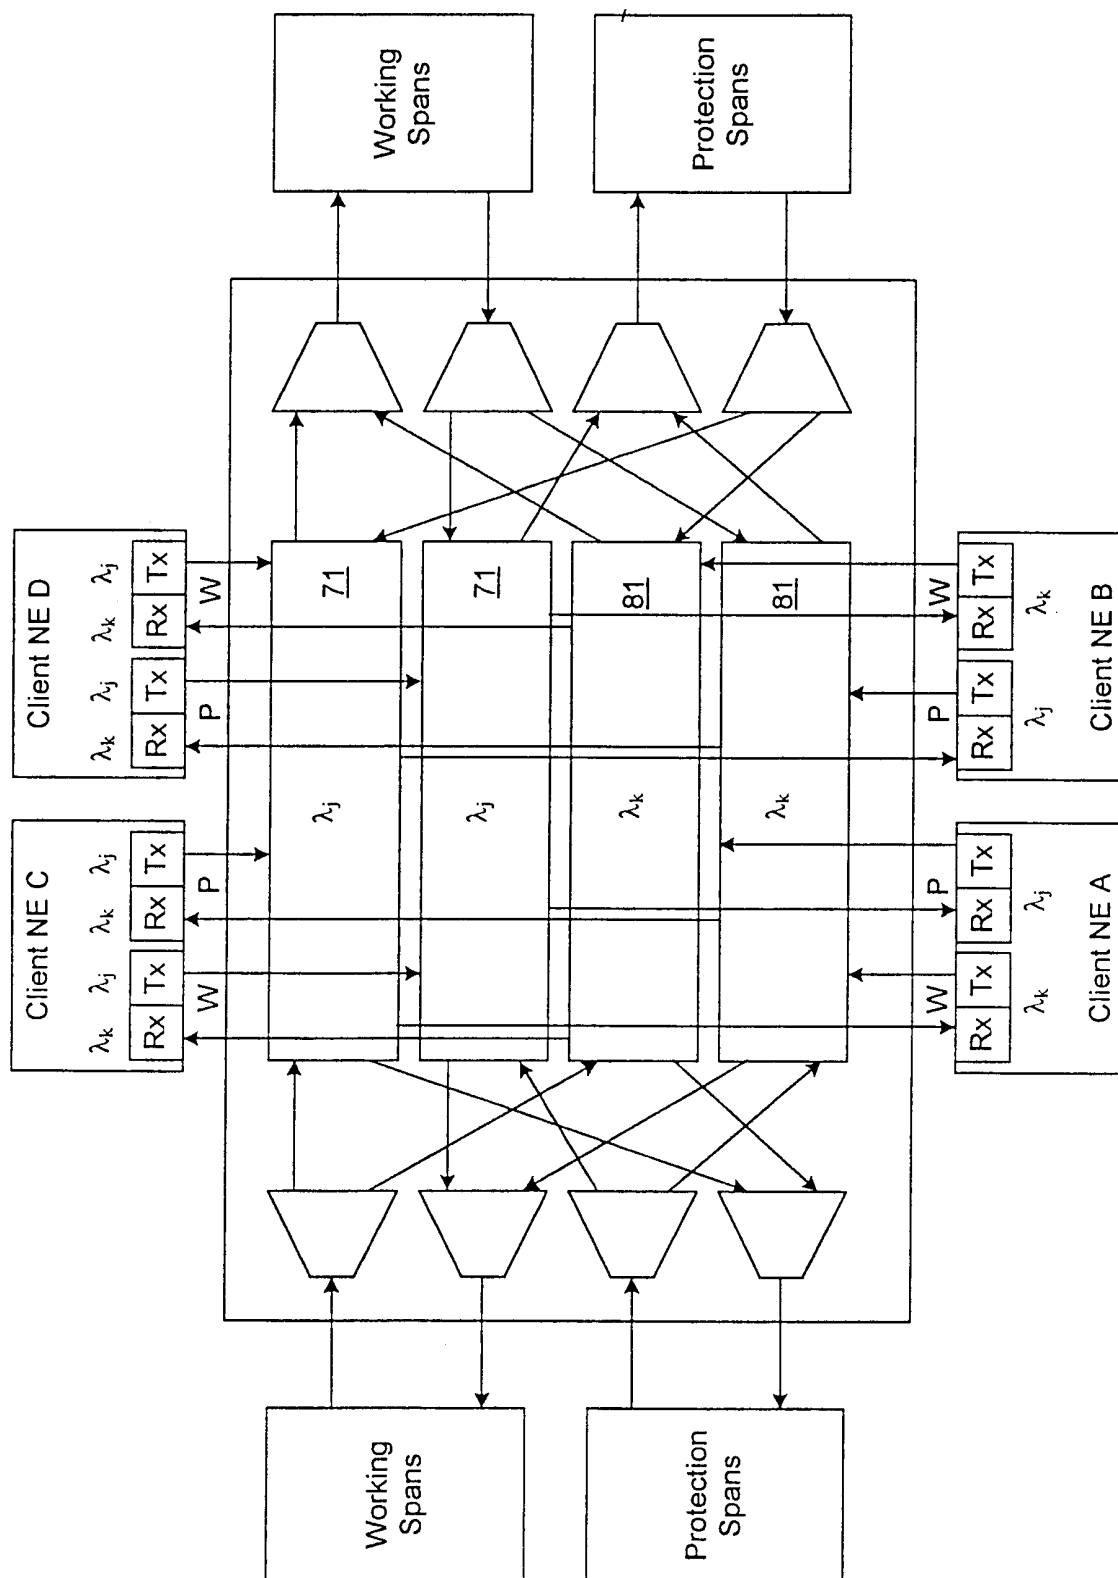 Working
Spans
Protection
Spans
Client NE D
λk λj λk λj
Rx Tx Rx Tx
P W
Client NE C
λk λj λk λj
Rx Tx Rx Tx
W P
λj 71
λj 71
λk 81
λk 81
W P
Rx Tx Rx Tx
λk λj
Client NE A
P W
Rx Tx Rx Tx
λj λk
Client NE B
Working
Spans
Protection
Spans